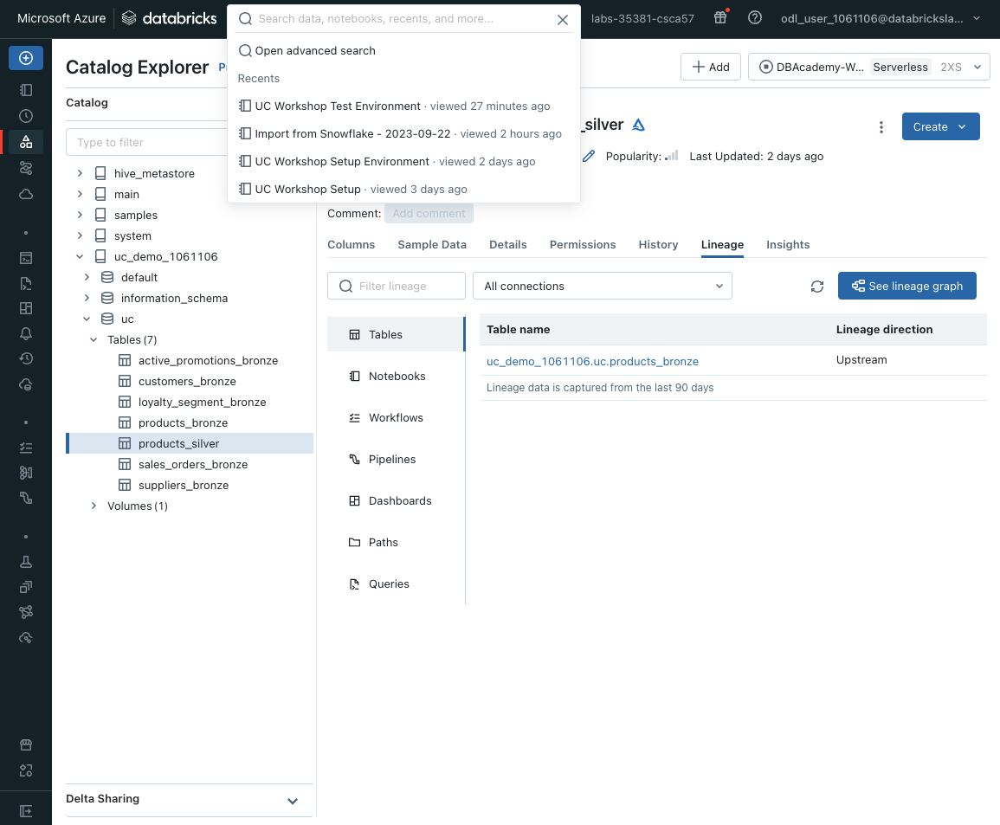 Microsoft Azure databricks Search data, notebooks, recents, and more... labs-35381-csca57 odl_user_1061106@databricksla...
Open advanced search
Recents
UC Workshop Test Environment · viewed 27 minutes ago
Import from Snowflake - 2023-09-22 · viewed 2 hours ago
UC Workshop Setup Environment · viewed 2 days ago
UC Workshop Setup · viewed 3 days ago
Catalog Explorer
Add DBAcademy-W... Serverless 2XS
Catalog
Type to filter
hive_metastore
main
samples
system
uc_demo_1061106
default
information_schema
uc
Tables (7)
active_promotions_bronze
customers_bronze
loyalty_segment_bronze
products_bronze
products_silver
sales_orders_bronze
suppliers_bronze
Volumes (1)
Delta Sharing
_silver
Create
Popularity: Last Updated: 2 days ago
Comment: Add comment
Columns Sample Data Details Permissions History Lineage Insights
Filter lineage All connections See lineage graph
Tables
Notebooks
Workflows
Pipelines
Dashboards
Paths
Queries
Table name Lineage direction
uc_demo_1061106.uc.products_bronze Upstream
Lineage data is captured from the last 90 days